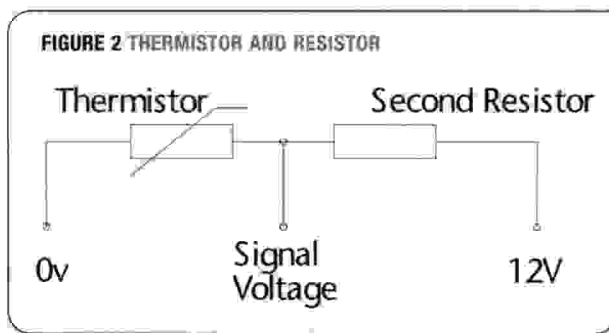 FIGURE 2 THERMISTOR AND RESISTOR
Thermistor
Second Resistor
0v
Signal
Voltage
12V